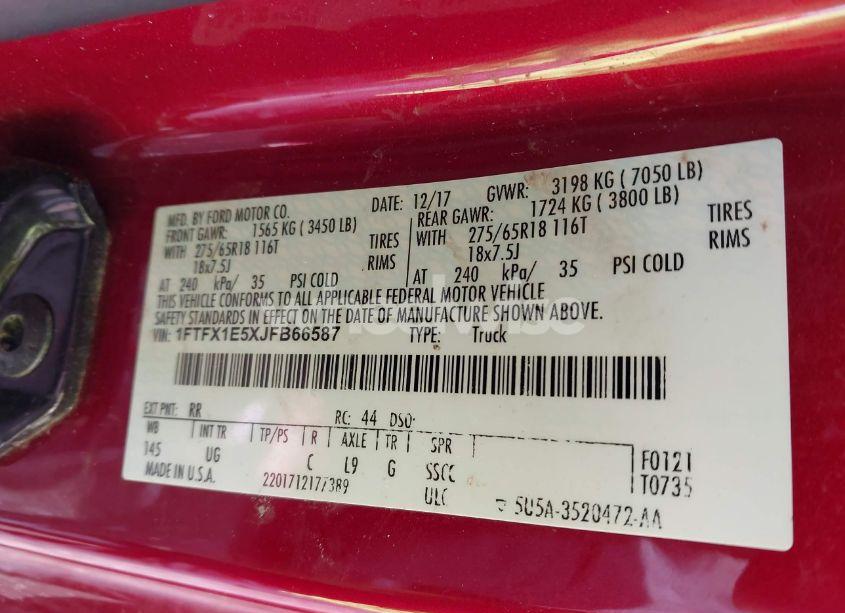 MFD. BY FORD MOTOR CO. DATE: 12/17 GVWR: 3198 KG ( 7050 LB)
FRONT GAWR: 1565 KG ( 3450 LB) REAR GAWR: 1724 KG ( 3800 LB)
WITH 275/65R18 116T TIRES WITH 275/65R18 116T TIRES
18x7.5J RIMS 18x7.5J RIMS
AT 240 kPa/ 35 PSI COLD AT 240 kPa/ 35 PSI COLD
THIS VEHICLE CONFORMS TO ALL APPLICABLE FEDERAL MOTOR VEHICLE
SAFETY STANDARDS IN EFFECT ON THE DATE OF MANUFACTURE SHOWN ABOVE.
VIN: 1FTFX1E5XJFB66587 TYPE: Truck
EXT PNT: RR RC: 44 DSO:
WB INT TR TP/PS R AXLE TR SPR
145 UG C L9 G SSCC
MADE IN U.S.A. 220171217389 ULC
F0121
T0735
5U5A-3520472-AA